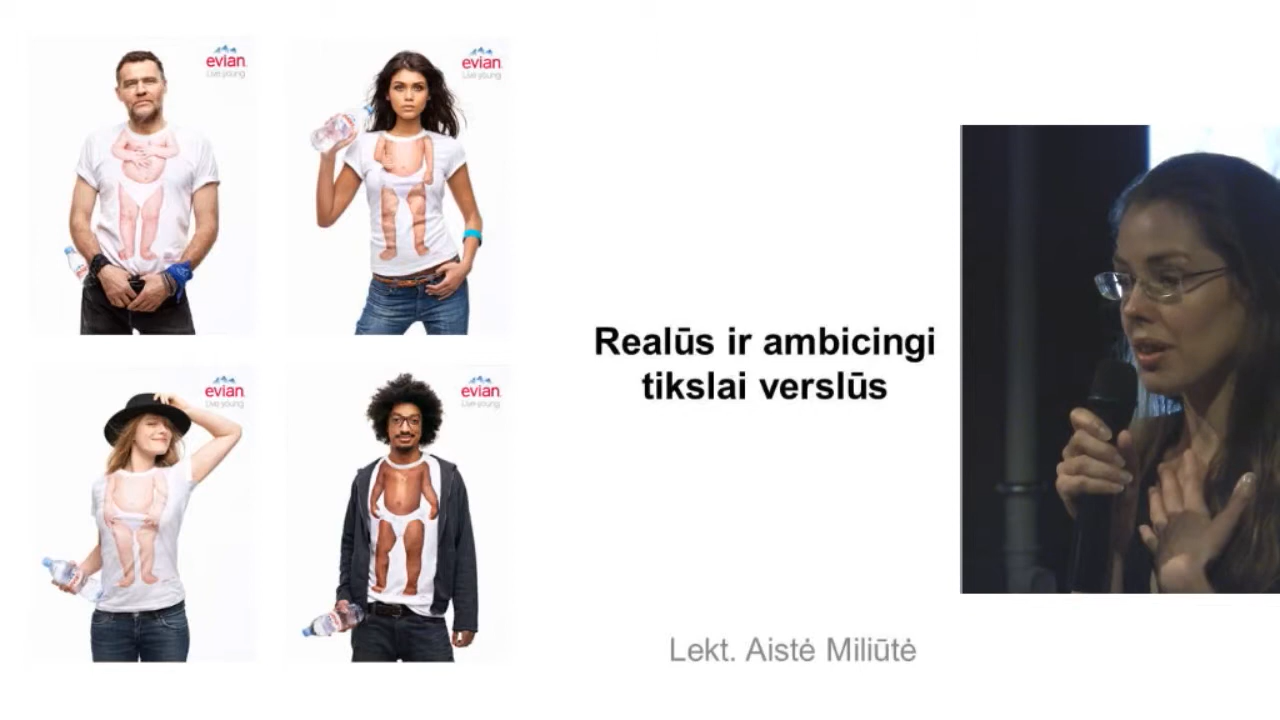 evian
Live young
evian
Live young
evian
Live young
evian
Live young
Realūs ir ambicingi
tikslai verslūs
Lekt. Aistė Miliūtė